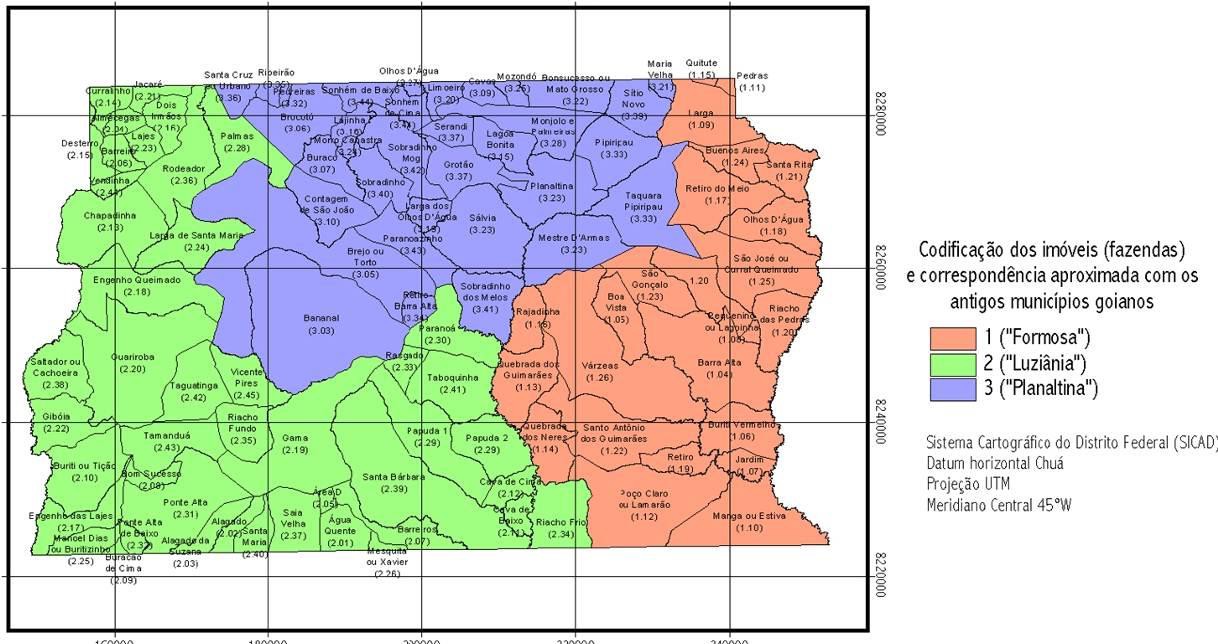 Curralinho
(2.14)
Jacaré
(2.21)
Almécegas
(2.04)
Dois
Irmãos
(2.16)
Desterro
(2.15)
Lajes
(2.23)
Barreiro
(2.06)
Vendinha
Palmas
(2.28)
Rodeador
(2.36)
Chapadinha
(2.13)
Larga de Santa Maria
(2.24)
Engenho Queimado
(2.18)
Santa Cruz
ou Urbano
(3.36)
Ribeirão
(3.35)
Pedreiras
(3.32)
Sonhém de Baixo
(3.44)
Olhos D'Água
(3.27)
Limoeiro
(3.20)
Covas
(3.09)
Mozondó
(3.26)
Bonsucesso ou
Mato Grosso
(3.22)
Maria
Velha
(3.21)
Quitute
(1.15)
Pedras
(1.11)
Sítio
Novo
(3.39)
Larga
(1.09)
Brocotó
(3.06)
Lajinha
(3.16)
Sonhém
de Cima
Serandi
(3.37)
Lagoa
Bonita
(3.15)
Monjolo e
Palmeiras
(3.28)
Pipiripau
(3.33)
Buraco
(3.07)
Sobradinho
Mogi
(3.42)
Grotão
(3.37)
Sobradinho
(3.40)
Planaltina
(3.23)
Taquara
Pipiripau
(3.33)
Contagem
de São João
(3.10)
Larga dos
Olhos D'Água
Sálvia
(3.23)
Paranoazinho
(3.43)
Mestre D'Armas
(3.23)
Brejo ou
Torto
(3.05)
Buenos Aires
(1.24)
Santa Rita
(1.21)
Retiro do Meio
(1.17)
Olhos D'Água
(1.18)
São José ou
Curral Queimado
(1.25)
São
Gonçalo
(1.23)
1.20
Riacho
das Pedras
(1.20)
Boa
Vista
(1.05)
Pequenino
ou Lagoinha
(1.08)
Bananal
(3.03)
Retiro
Barra Alta
(3.34)
Sobradinho
dos Melos
(3.41)
Rajadinha
(1.16)
Paranoá
(2.30)
Rasgado
(2.33)
Taboquinha
(2.41)
Quebrada dos
Guimarães
(1.13)
Várzeas
(1.26)
Barra Alta
(1.04)
Saltador ou
Cachoeira
(2.38)
Guariroba
(2.20)
Taguatinga
(2.42)
Vicente
Pires
(2.45)
Gibóia
(2.22)
Riacho
Fundo
(2.35)
Tamanduá
(2.43)
Gama
(2.19)
Papuda 1
(2.29)
Papuda 2
(2.29)
Quebrada
dos Neres
(1.14)
Santo Antônio
dos Guimarães
(1.22)
Buriti Vermelho
(1.06)
Retiro
(1.19)
Jardim
(1.07)
Buriti ou Tição
(2.10)
Bom Sucesso
(2.08)
Ponte Alta
(2.31)
Santa Bárbara
(2.39)
Cava de Cima
(2.12)
Cava de
Baixo
(2.11)
Riacho Frio
(2.34)
Poço Claro
ou Lamarão
(1.12)
Manga ou Estiva
(1.10)
Engenho das Lajes
(2.17)
Manoel Dias
ou Buritizinho
(2.25)
Ponte Alta
de Baixo
(2.32)
Buracão
de Cima
(2.09)
Alagado
(2.02)
Alagado da
Suzana
(2.03)
Santa
Maria
(2.40)
Saia
Velha
(2.37)
Área D
(2.05)
Água
Quente
(2.01)
Barreiros
(2.07)
Mesquita
ou Xavier
(2.26)
8280000
8260000
8240000
8220000
Codificação dos imóveis (fazendas)
e correspondência aproximada com os
antigos municípios goianos
1 ("Formosa")
2 ("Luziânia")
3 ("Planaltina")
Sistema Cartográfico do Distrito Federal (SICAD)
Datum horizontal Chuá
Projeção UTM
Meridiano Central 45°W